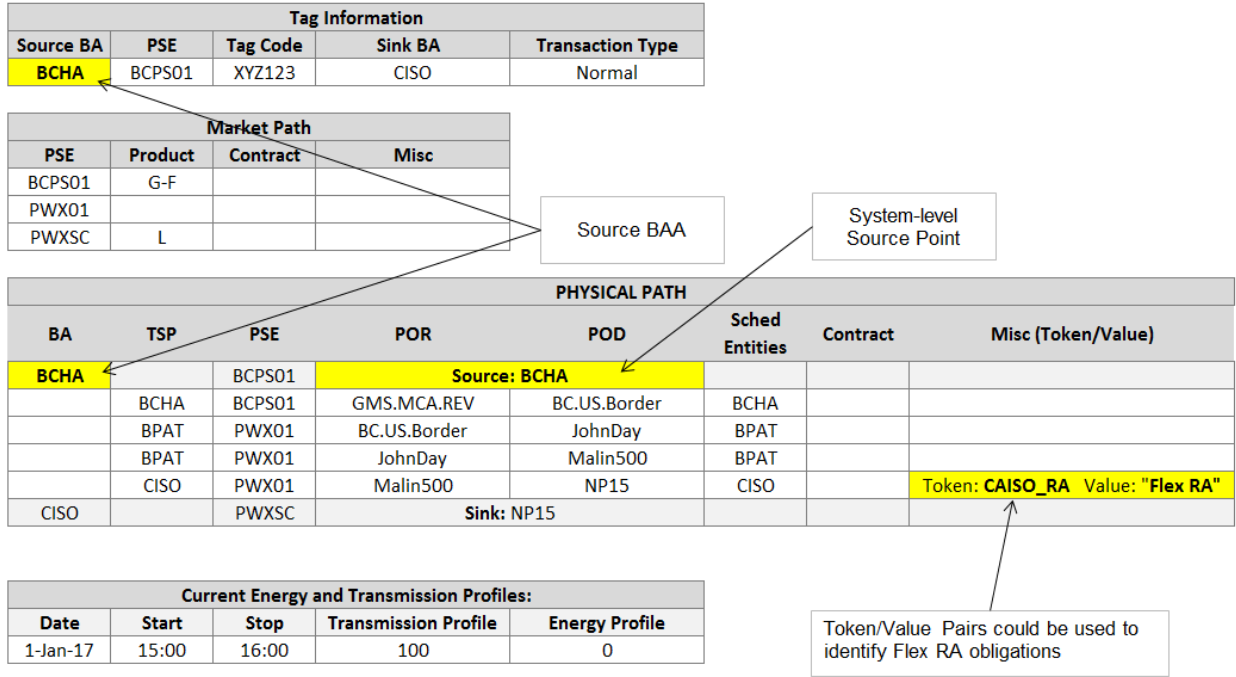 Tag Information
Source BA PSE Tag Code Sink BA Transaction Type
BCHA BCPS01 XYZ123 CISO Normal
Market Path
PSE Product Contract Misc
BCPS01 G-F
PWX01
PWXSC L
Source BAA
System-level
Source Point
PHYSICAL PATH
BA TSP PSE POR POD Sched Entities Contract Misc (Token/Value)
BCHA BCPS01 Source: BCHA
BCHA BCPS01 GMS.MCA.REV BC.US.Border BCHA
BPAT PWX01 BC.US.Border JohnDay BPAT
BPAT PWX01 JohnDay Malin500 BPAT
CISO PWX01 Malin500 NP15 CISO Token: CAISO_RA Value: "Flex RA"
CISO PWXSC Sink: NP15
Current Energy and Transmission Profiles:
Date Start Stop Transmission Profile Energy Profile
1-Jan-17 15:00 16:00 100 0
Token/Value Pairs could be used to
identify Flex RA obligations